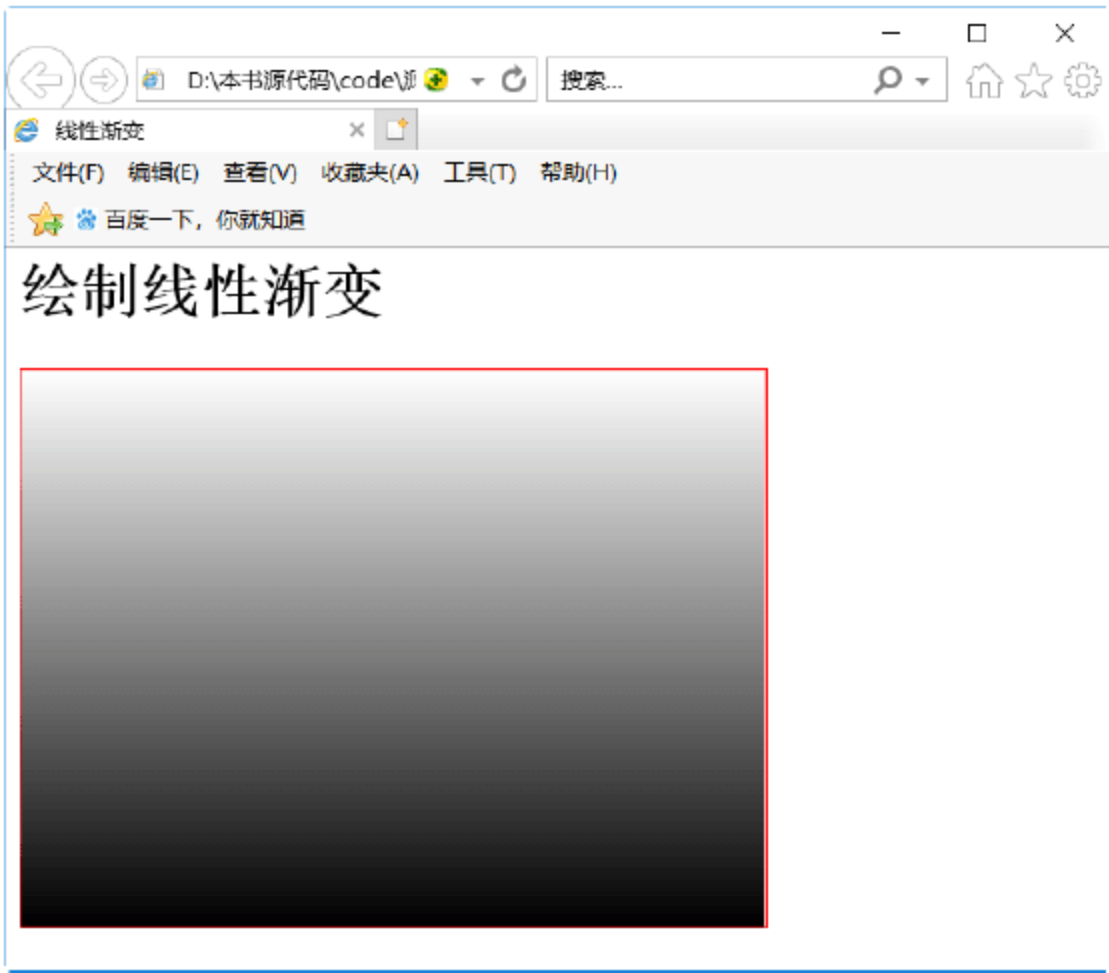 D:\本书源代码\code\
搜索...
线性渐变
文件(F) 编辑(E) 查看(V) 收藏夹(A) 工具(T) 帮助(H)
百度一下，你就知道
绘制线性渐变